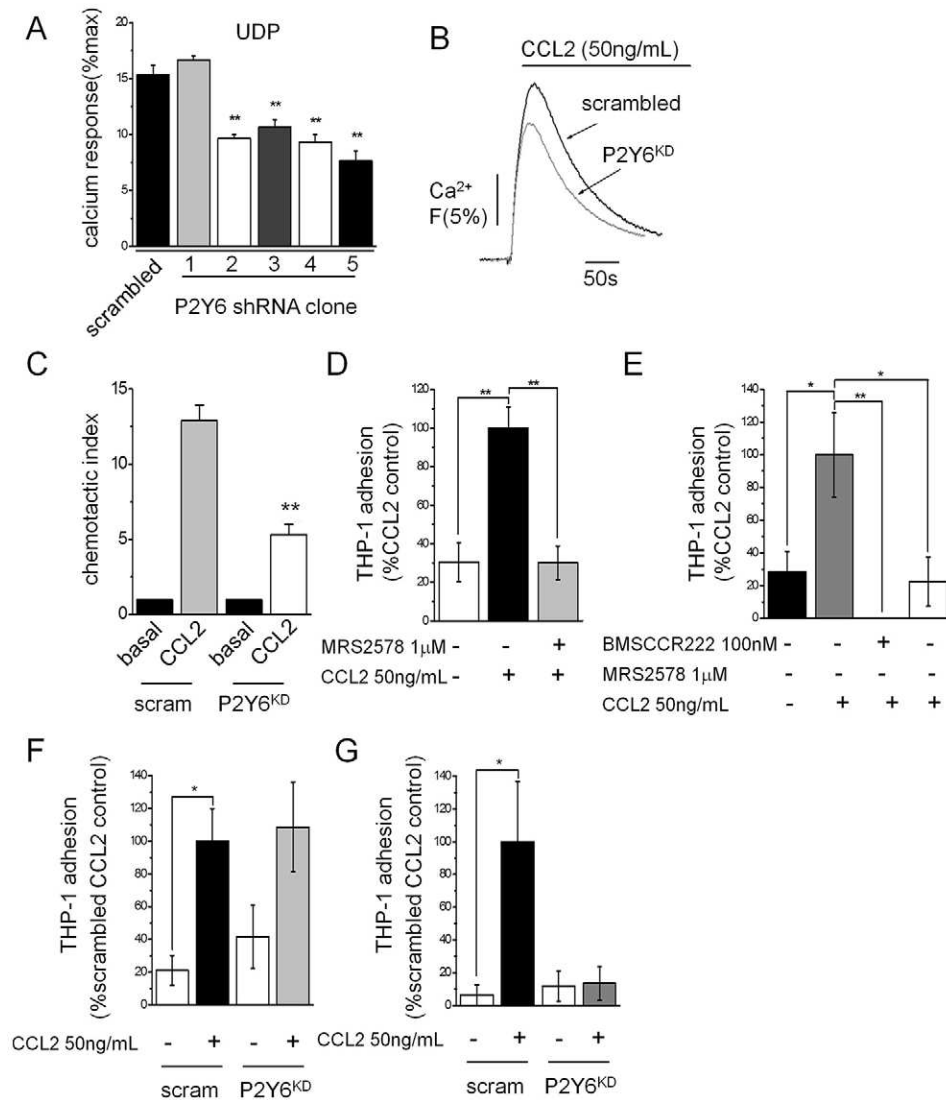 A
UDP
calcium response(%max)
20
15
10
5
0
**
**
**
**
scrambled
1 2 3 4 5
P2Y6 shRNA clone
B
CCL2 (50ng/mL)
scrambled
P2Y6KD
Ca2+
F(5%)
50s
C
chemotactic index
15
10
5
0
**
basal
CCL2
basal
CCL2
scram P2Y6KD
D
THP-1 adhesion
(%CCL2 control)
120
100
80
60
40
20
0
** **
MRS2578 1μM - - +
CCL2 50ng/mL - + +
E
THP-1 adhesion
(%CCL2 control)
140
120
100
80
60
40
20
0
* *
**
BMSCCR222 100nM - - + -
MRS2578 1μM
CCL2 50ng/mL - + + +
F
THP-1 adhesion
(%scrambled CCL2 control)
140
120
100
80
60
40
20
0
*
CCL2 50ng/mL - + - +
scram P2Y6KD
G
THP-1 adhesion
(%scrambled CCL2 control)
140
120
100
80
60
40
20
0
*
CCL2 50ng/mL - + - +
scram P2Y6KD